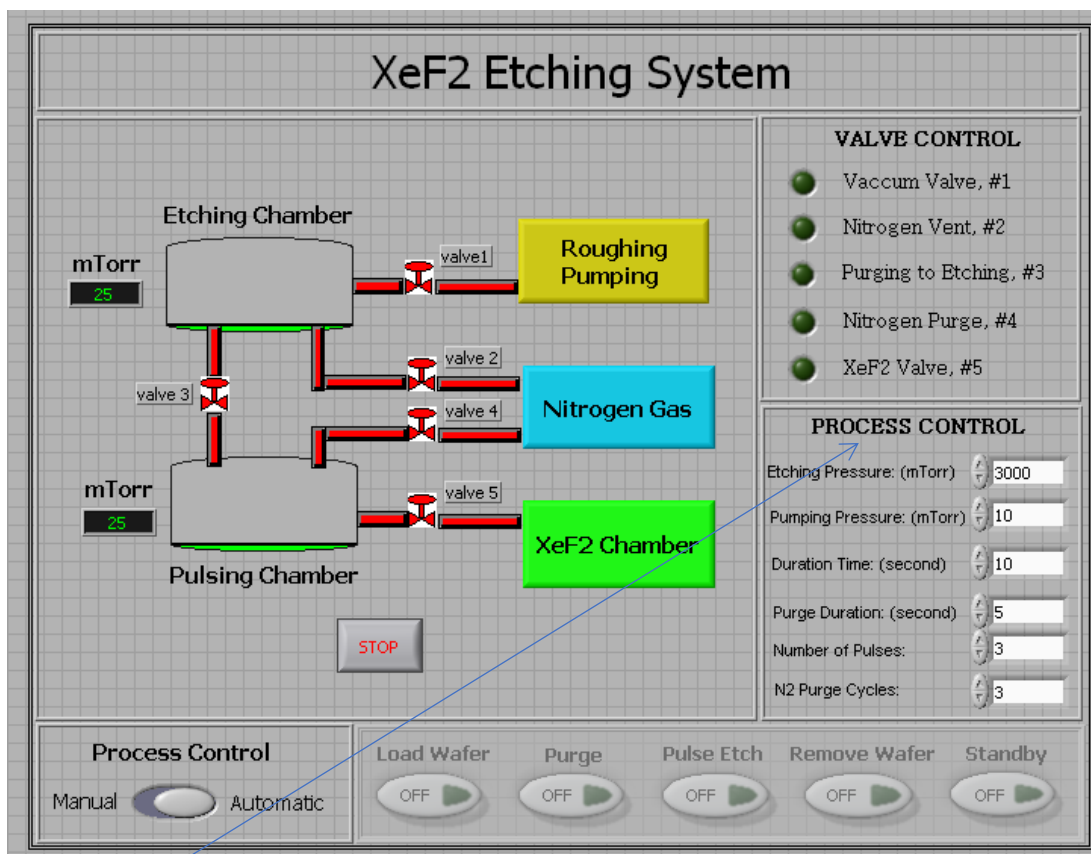 XeF2 Etching System
Etching Chamber
mTorr
25
valve1
Roughing
Pumping
valve 2
valve 3
valve 4
Nitrogen Gas
mTorr
25
valve 5
XeF2 Chamber
Pulsing Chamber
STOP
VALVE CONTROL
Vaccum Valve, #1
Nitrogen Vent, #2
Purging to Etching, #3
Nitrogen Purge, #4
XeF2 Valve, #5
PROCESS CONTROL
Etching Pressure: (mTorr) 3000
Pumping Pressure: (mTorr) 10
Duration Time: (second) 10
Purge Duration: (second) 5
Number of Pulses: 3
N2 Purge Cycles: 3
Process Control
Manual Automatic
Load Wafer Purge Pulse Etch Remove Wafer Standby
OFF OFF OFF OFF OFF